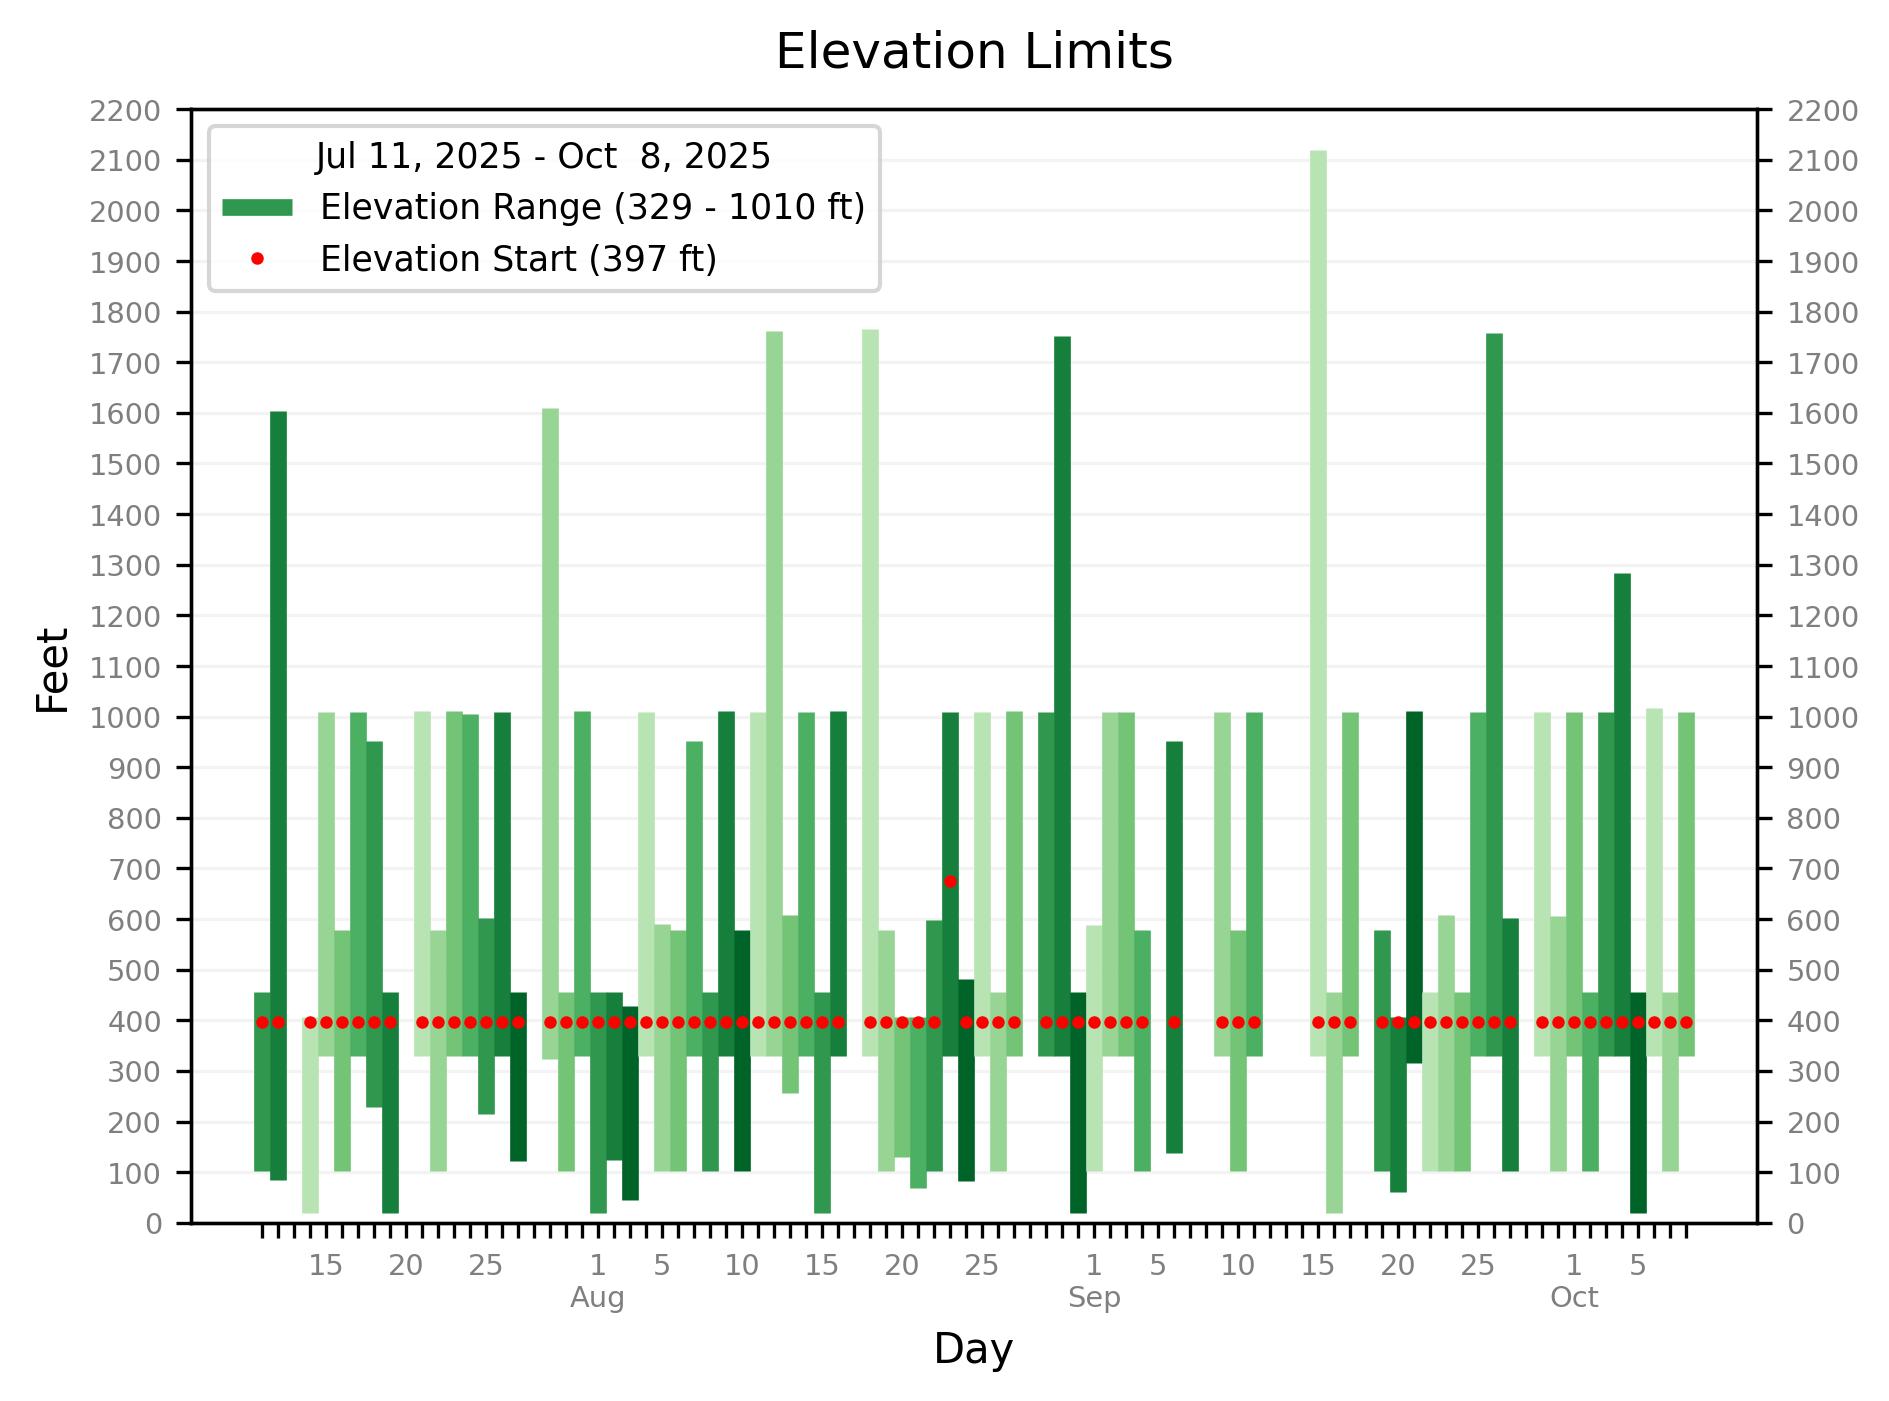 Elevation Limits
Jul 11, 2025 - Oct  8, 2025
Elevation Range (329 - 1010 ft)
Elevation Start (397 ft)
Feet
2200 2200
2100 2100
2000 2000
1900 1900
1800 1800
1700 1700
1600 1600
1500 1500
1400 1400
1300 1300
1200 1200
1100 1100
1000 1000
900 900
800 800
700 700
600 600
500 500
400 400
300 300
200 200
100 100
0 0
15 20 25 1 5 10 15 20 25 1 5 10 15 20 25 1 5
Aug Sep Oct
Day